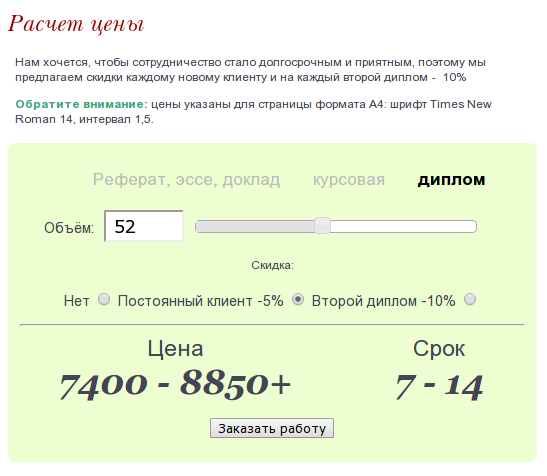 Расчет цены
Нам хочется, чтобы сотрудничество стало долгосрочным и приятным, поэтому мы
предлагаем скидки каждому новому клиенту и на каждый второй диплом - 10%
Обратите внимание: цены указаны для страницы формата А4: шрифт Times New
Roman 14, интервал 1,5.
Реферат, эссе, доклад курсовая диплом
Объём: 52
Скидка:
Нет Постоянный клиент -5% Второй диплом -10%
Цена Срок
7400 - 8850+ 7 - 14
Заказать работу